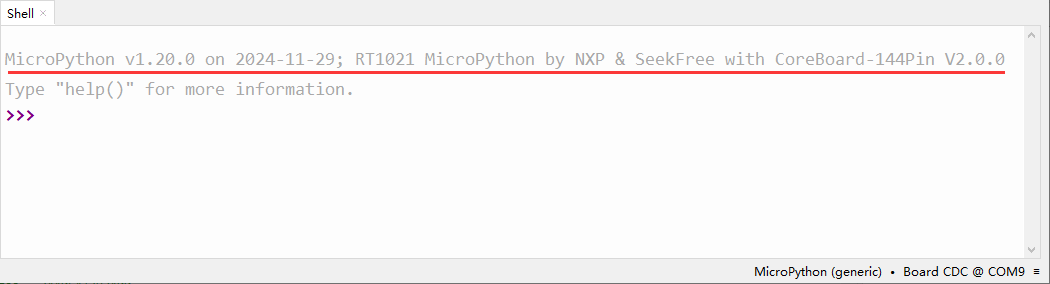 Shell ×
MicroPython v1.20.0 on 2024-11-29; RT1021 MicroPython by NXP & SeekFree with CoreBoard-144Pin V2.0.0
Type "help()" for more information.
>>>
MicroPython (generic) • Board CDC @ COM9 ≡